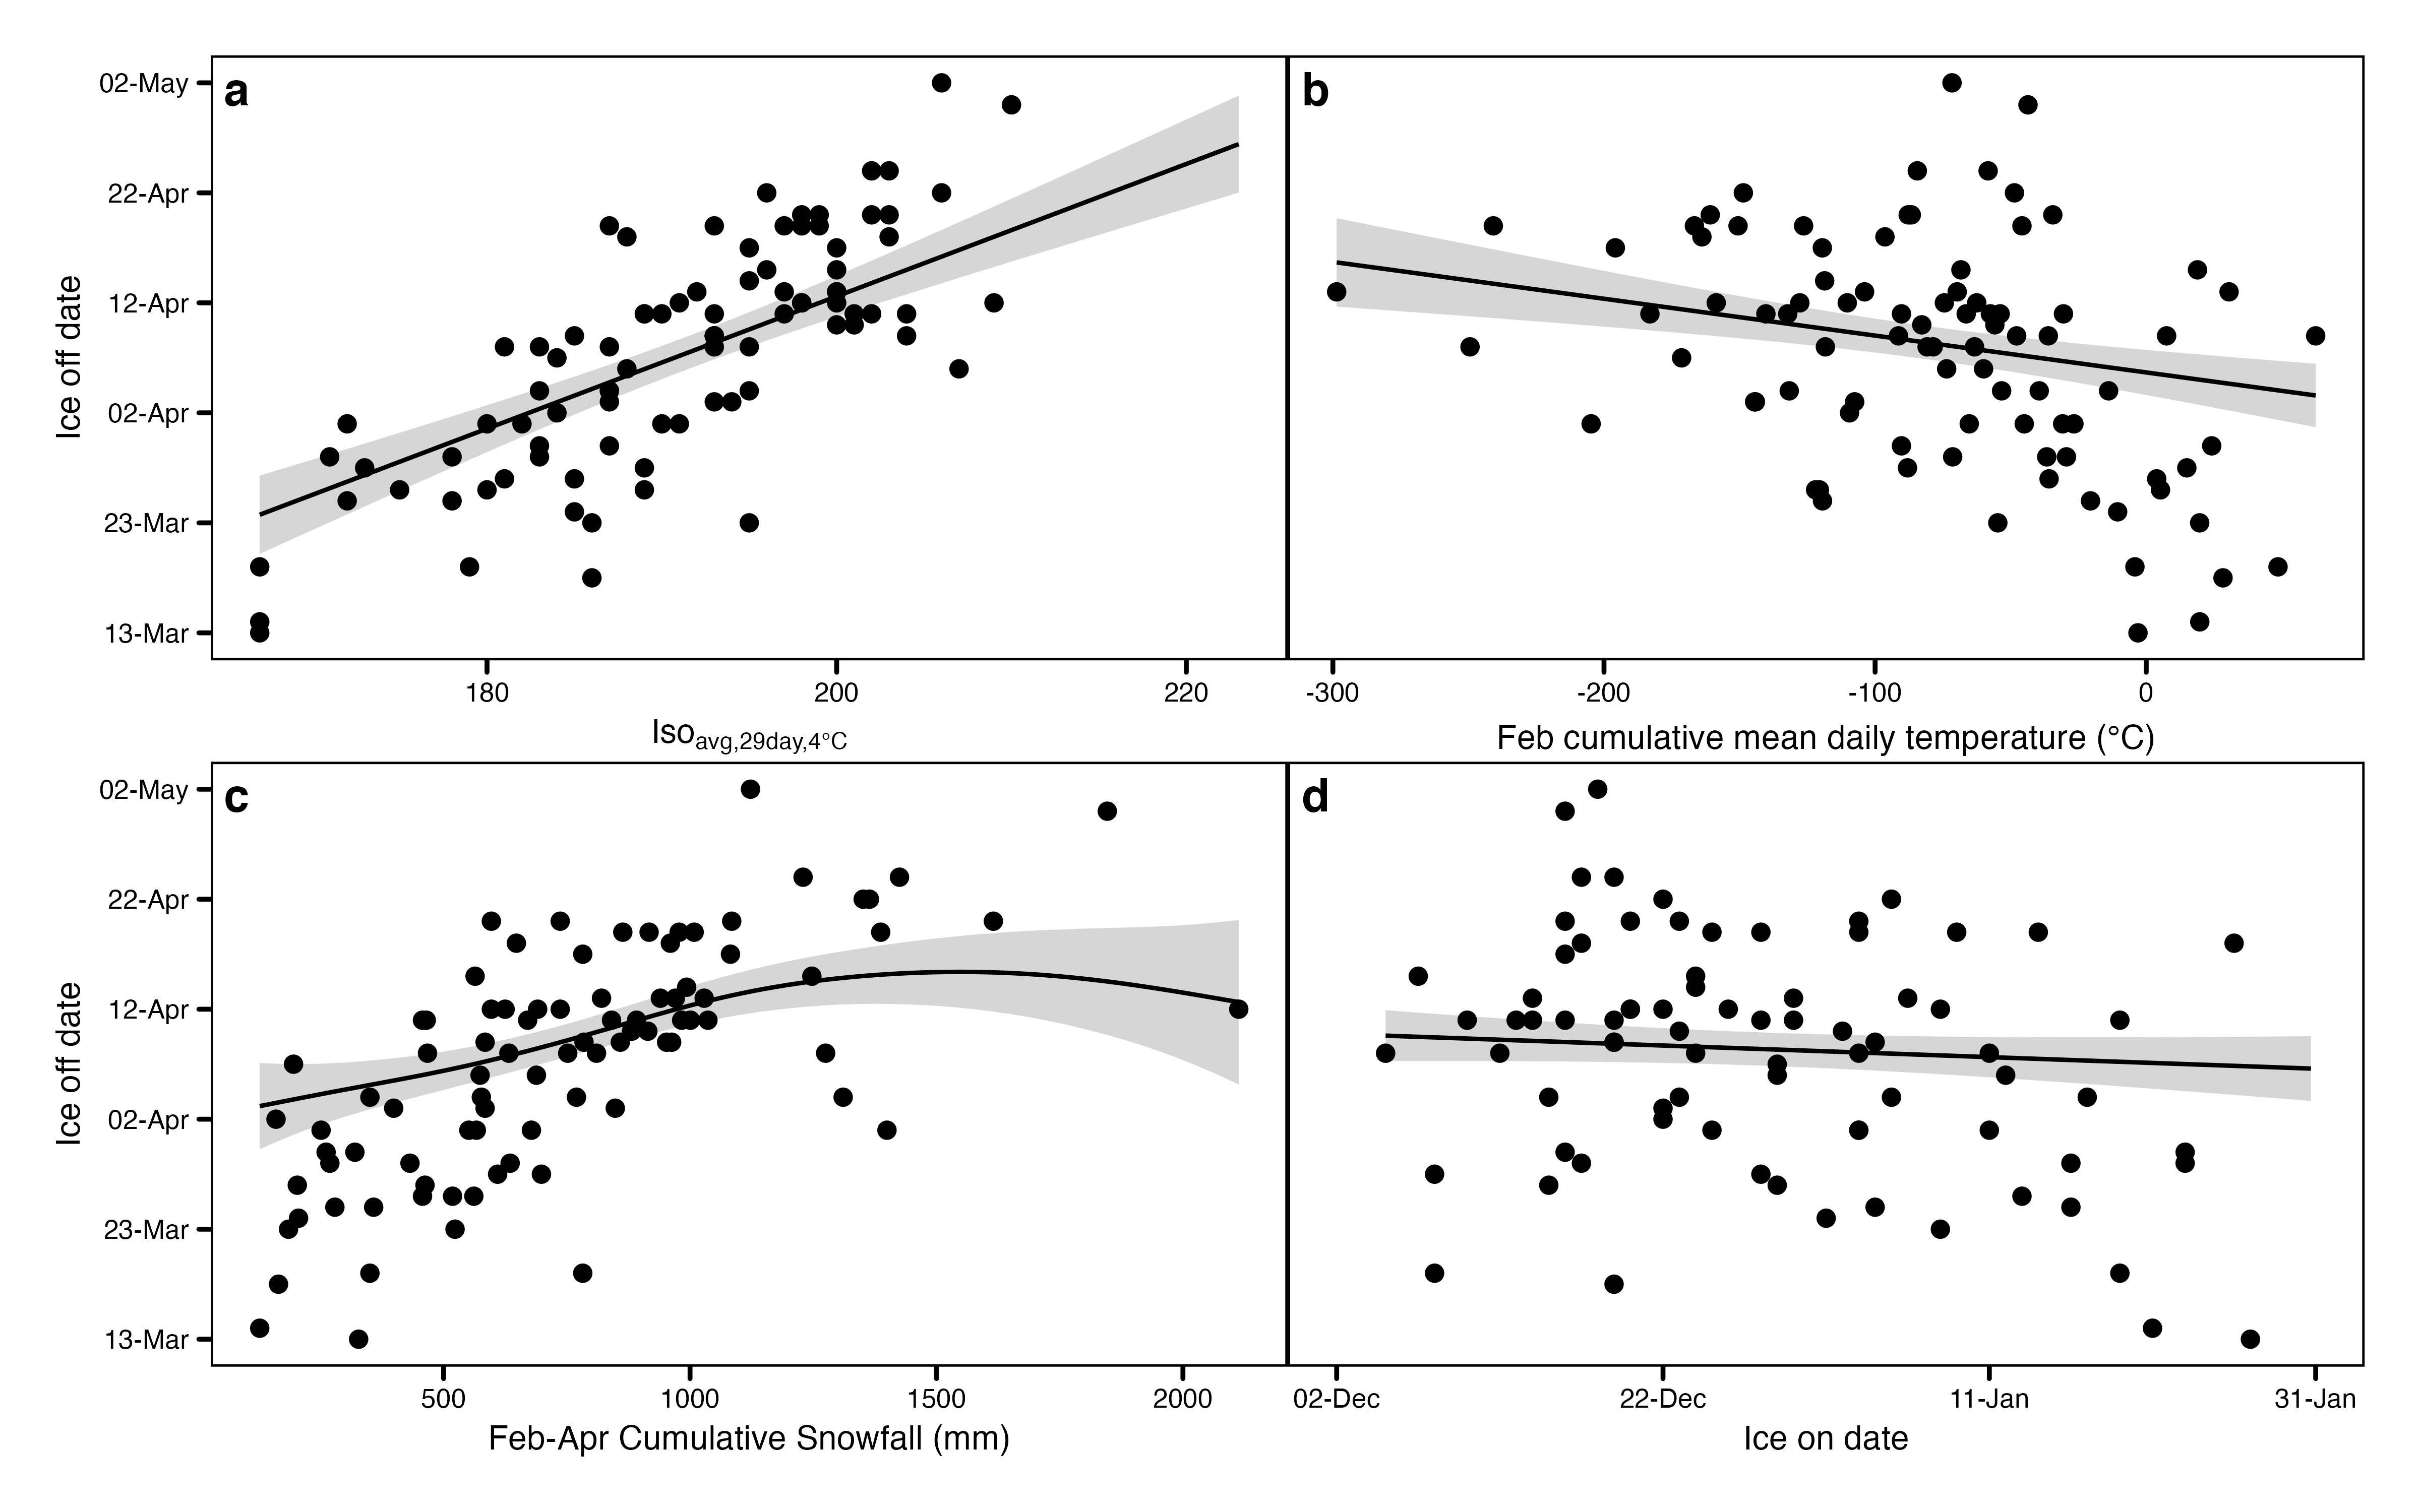 a
b
02-May
22-Apr
12-Apr
02-Apr
23-Mar
13-Mar
Ice off date
180 200 220
-300 -200 -100 0
Iso avg,29day,4°C
Feb cumulative mean daily temperature (°C)
c
d
02-May
22-Apr
12-Apr
02-Apr
23-Mar
13-Mar
Ice off date
500 1000 1500 2000
02-Dec 22-Dec 11-Jan 31-Jan
Feb-Apr Cumulative Snowfall (mm)
Ice on date